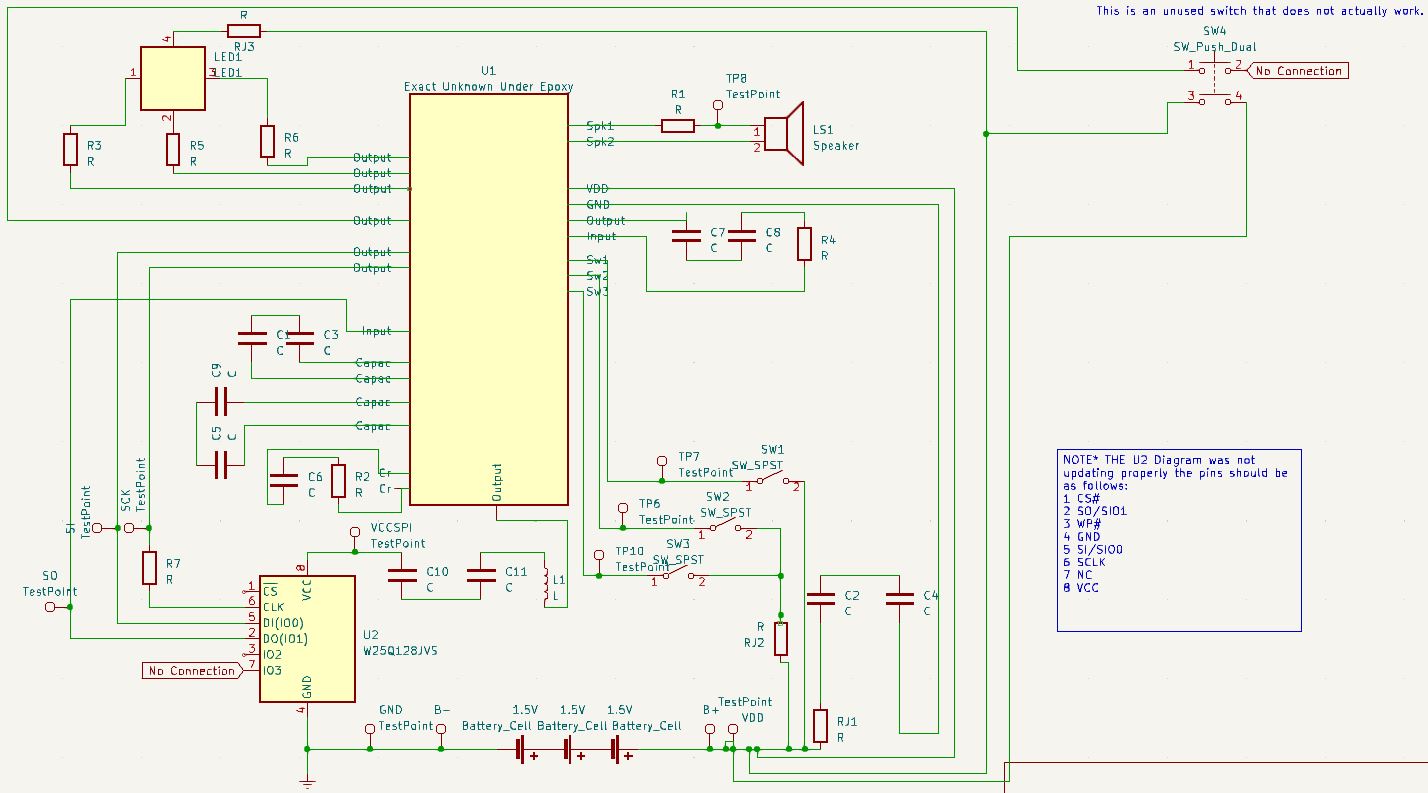 This is an unused switch that does not actually work.
SW4
SW_Push_Dual
1
2
No Connection
3
4
R
RJ3
4
LED1
LED1
1
3
2
R3
R
R5
R
R6
R
U1
Exact Unknown Under Epoxy
Output
Output
Output
Output
Output
Output
Input
Capac
Capac
Capac
Capac
Cr
Cr
Output
Spk1
Spk2
VDD
GND
Output
Input
Sw1
Sw2
Sw3
R1
R
TP8
TestPoint
1
2
LS1
Speaker
C7
C
C8
C
R4
R
C1
C
C3
C
C9
C
C5
C
C6
C
R2
R
SI
TestPoint
SCK
TestPoint
SO
TestPoint
R7
R
VCCSPI
TestPoint
C10
C
C11
C
L1
L
TP7
TestPoint
SW1
SW_SPST
1
2
TP6
TestPoint
SW2
SW_SPST
1
2
TP10
TestPoint
SW3
SW_SPST
1
2
C2
C
C4
C
R
RJ2
RJ1
R
8
VCC
1
CS
6
CLK
5
DI(IO0)
2
DO(IO1)
3
IO2
7
IO3
No Connection
GND
4
U2
W25Q128JVS
GND
TestPoint
B-
1.5V
Battery_Cell
1.5V
Battery_Cell
1.5V
Battery_Cell
B+
TestPoint
VDD
NOTE* THE U2 Diagram was not
updating properly the pins should be
as follows:
1 CS#
2 SO/SIO1
3 WP#
4 GND
5 SI/SIO0
6 SCLK
7 NC
8 VCC